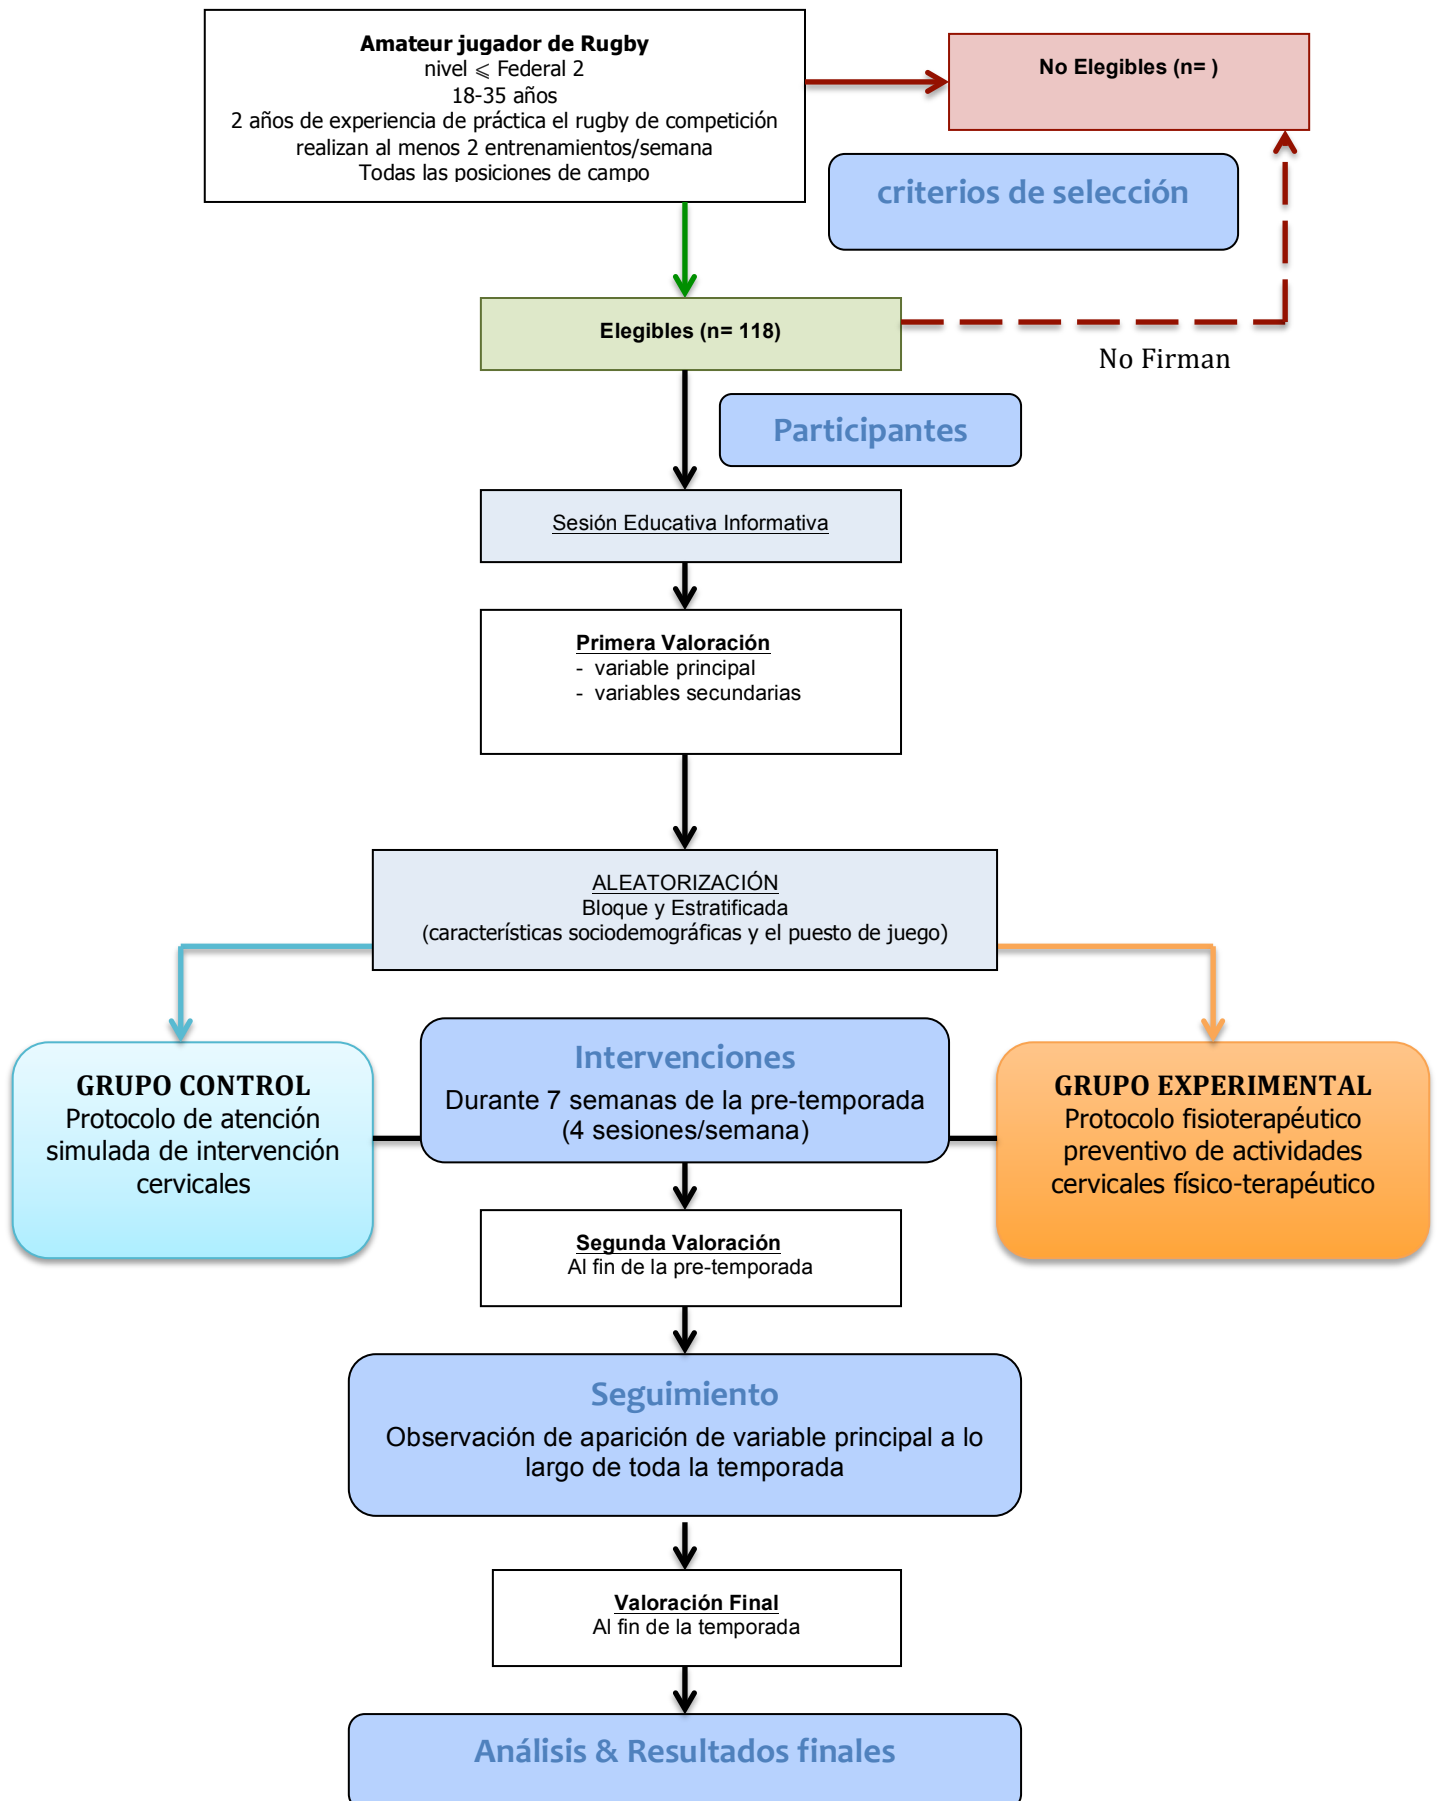 Amateur jugador de Rugby
nivel ⩽ Federal 2
18-35 años
2 años de experiencia de práctica el rugby de competición
realizan al menos 2 entrenamientos/semana
Todas las posiciones de campo
No Elegibles (n= )
criterios de selección
Elegibles (n= 118)
No Firman
Participantes
Sesión Educativa Informativa
Primera Valoración
- variable principal
- variables secundarias
ALEATORIZACIÓN
Bloque y Estratificada
(características sociodemográficas y el puesto de juego)
GRUPO CONTROL
Protocolo de atención
simulada de intervención
cervicales
Intervenciones
Durante 7 semanas de la pre-temporada
(4 sesiones/semana)
GRUPO EXPERIMENTAL
Protocolo fisioterapéutico
preventivo de actividades
cervicales físico-terapéutico
Segunda Valoración
Al fin de la pre-temporada
Seguimiento
Observación de aparición de variable principal a lo
largo de toda la temporada
Valoración Final
Al fin de la temporada
Análisis & Resultados finales